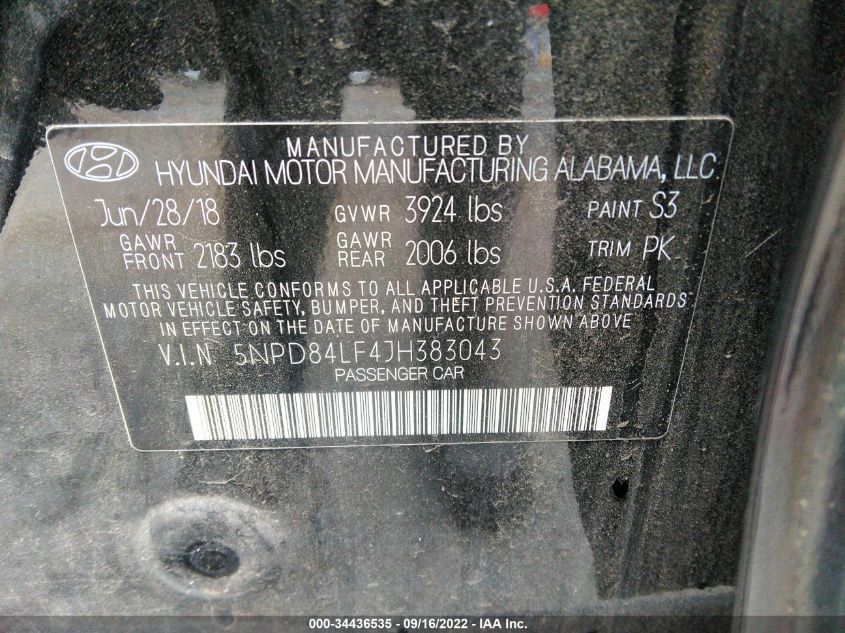 MANUFACTURED BY
HYUNDAI MOTOR MANUFACTURING ALABAMA, LLC
Jun/28/18 GVWR 3924 lbs PAINT S3
GAWR FRONT 2183 lbs GAWR REAR 2006 lbs TRIM PK
THIS VEHICLE CONFORMS TO ALL APPLICABLE U.S.A. FEDERAL
MOTOR VEHICLE SAFETY, BUMPER, AND THEFT PREVENTION STANDARDS
IN EFFECT ON THE DATE OF MANUFACTURE SHOWN ABOVE
V.I.N 5NPD84LF4JH383043
PASSENGER CAR
000-34436535 - 09/16/2022 - IAA Inc.